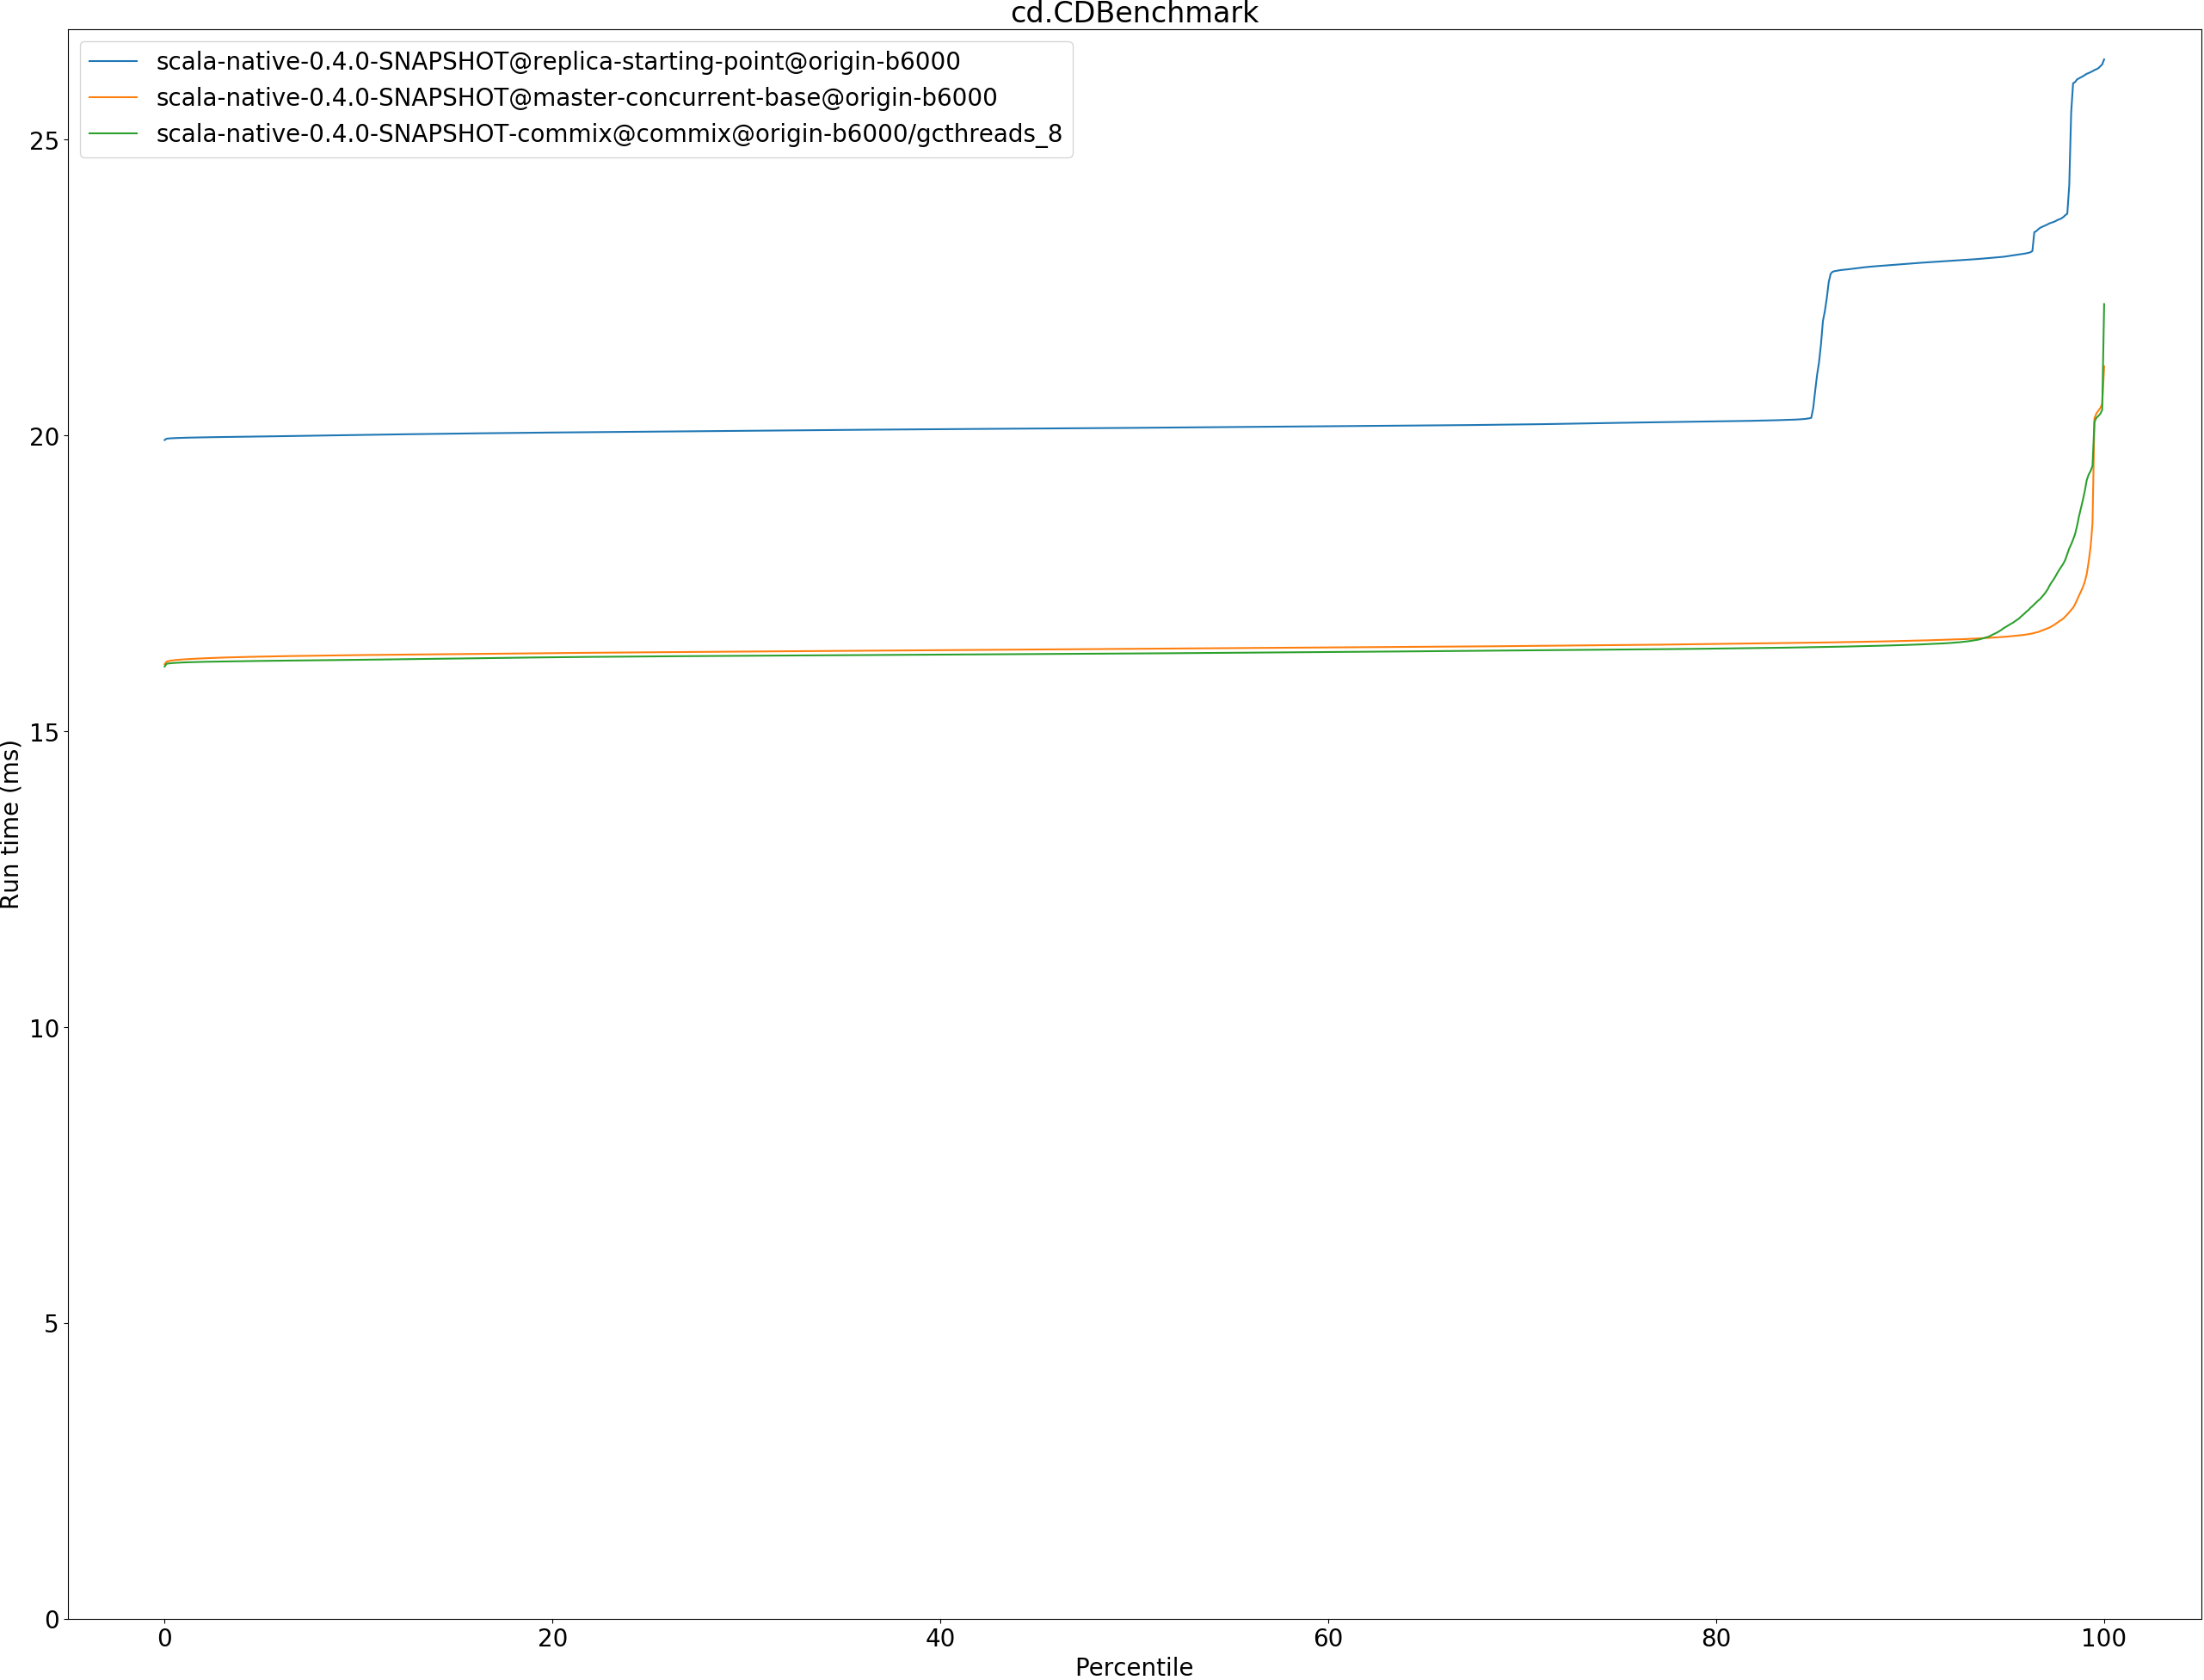 cd.CDBenchmark
scala-native-0.4.0-SNAPSHOT@replica-starting-point@origin-b6000
scala-native-0.4.0-SNAPSHOT@master-concurrent-base@origin-b6000
scala-native-0.4.0-SNAPSHOT-commix@commix@origin-b6000/gcthreads_8
25
20
15
10
5
0
Run time (ms)
0 20 40 60 80 100
Percentile